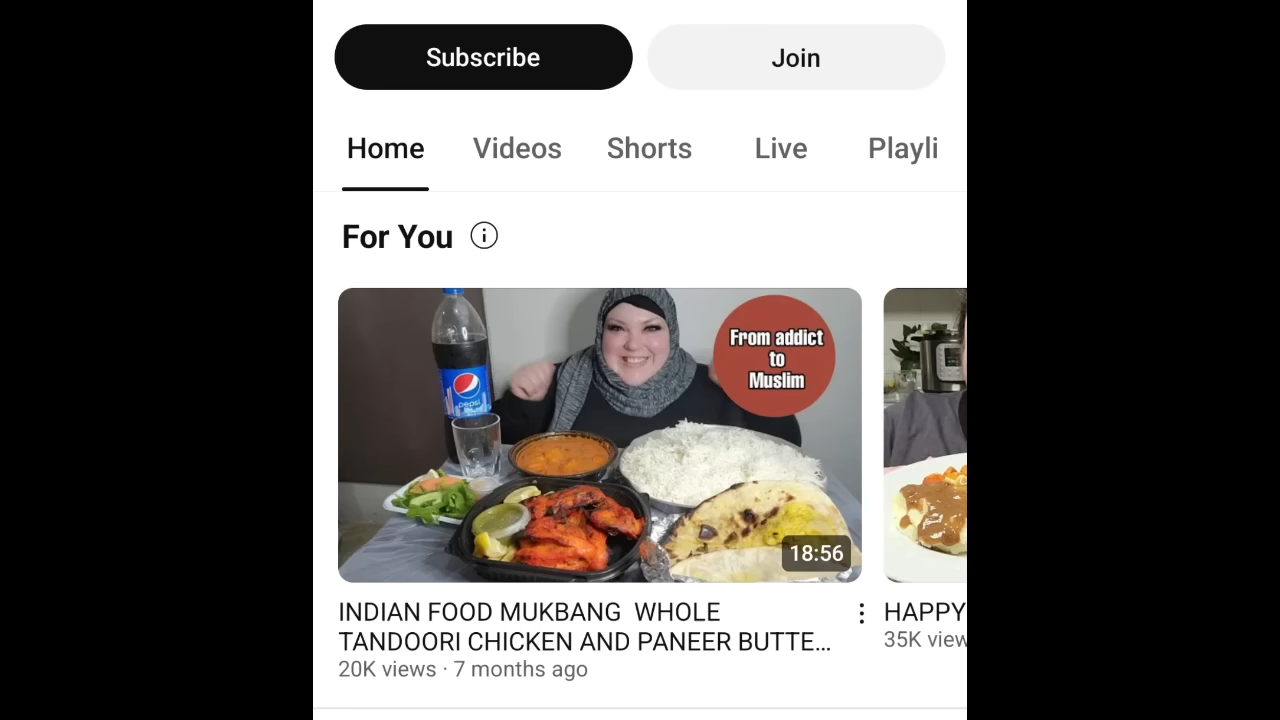 Subscribe
Join
Home
Videos
Shorts
Live
Playli
For You
From addict
to
Muslim
pepsi
18:56
INDIAN FOOD MUKBANG  WHOLE
TANDOORI CHICKEN AND PANEER BUTTE...
20K views · 7 months ago
HAPPY
35K view